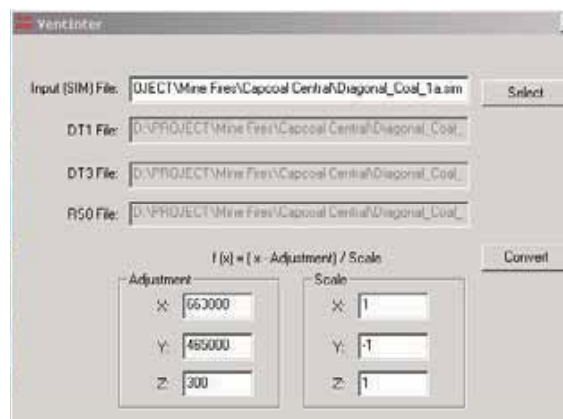 VentInter
Input (SIM) File: OJECT\Mine Fires\Capcoal Central\Diagonal_Coal_1a.sim Select
DT1 File: D:\PROJECT\Mine Fires\Capcoal Central\Diagonal_Coal_
DT3 File: D:\PROJECT\Mine Fires\Capcoal Central\Diagonal_Coal_
RS0 File: D:\PROJECT\Mine Fires\Capcoal Central\Diagonal_Coal_
f (x) = ( x - Adjustment) / Scale Convert
Adjustment Scale
X: 663000 X: 1
Y: 465000 Y: -1
Z: 300 Z: 1